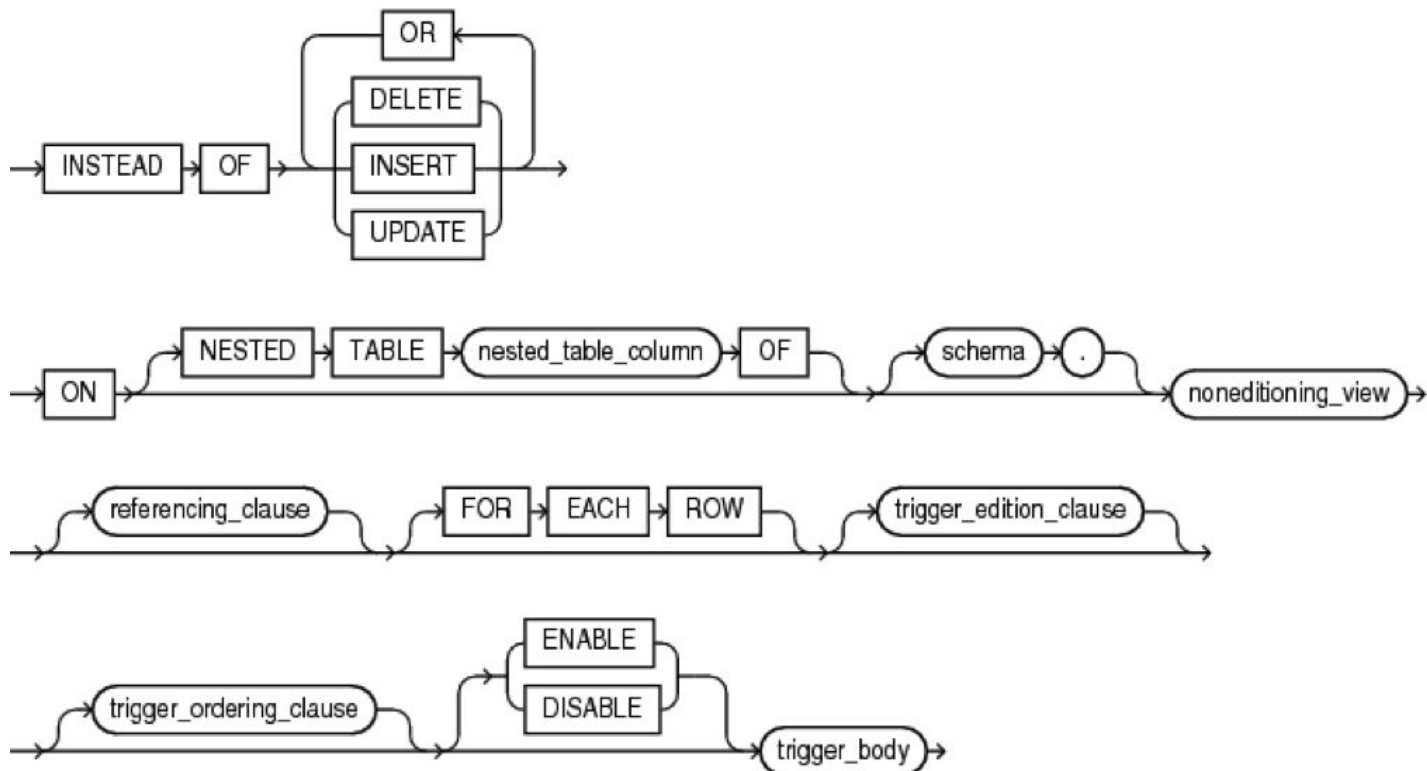 OR
DELETE
INSTEAD OF INSERT
UPDATE
NESTED TABLE nested_table_column OF schema .
ON noneditioning_view
referencing_clause FOR EACH ROW trigger_edition_clause
ENABLE
trigger_ordering_clause DISABLE
trigger_body